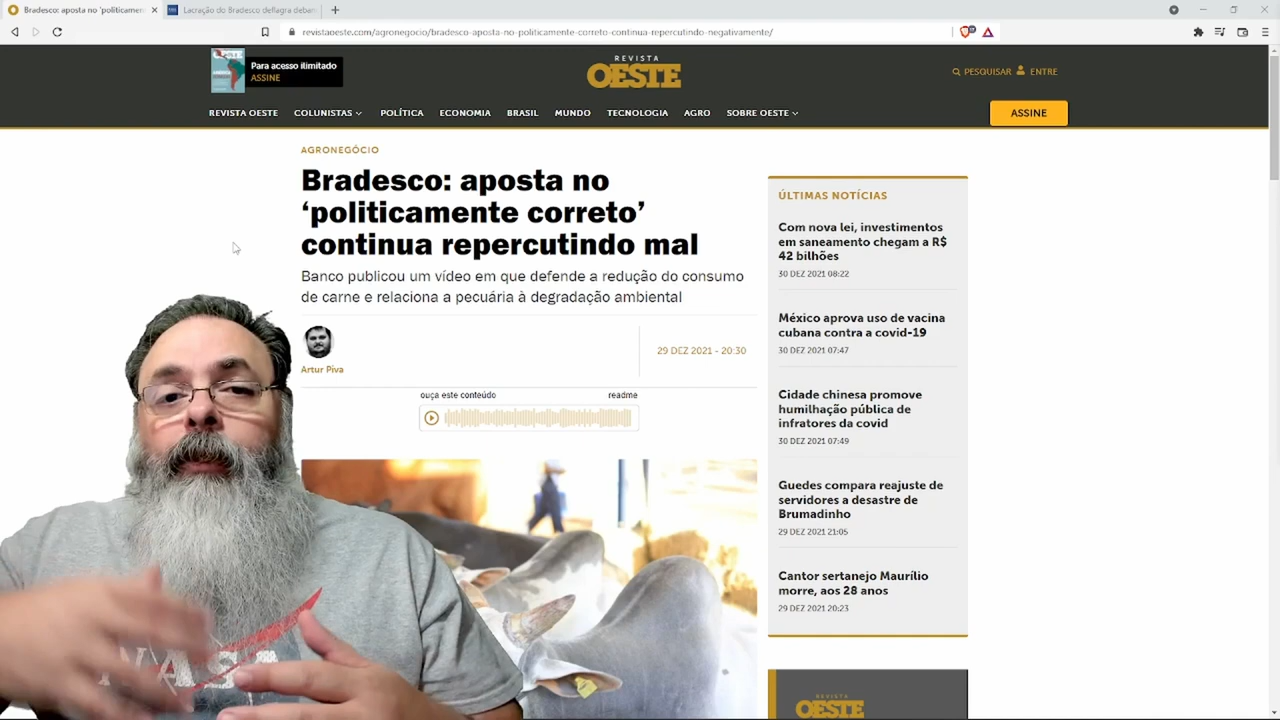 Bradesco: aposta no 'politicamen
Lacração do Bradesco deflagra deban
revistaoeste.com/agronegocio/bradesco-aposta-no-politicamente-correto-continua-repercutindo-negativamente/
OESTE
Para acesso ilimitado
ASSINE
REVISTA
OESTE
PESQUISAR
ENTRE
REVISTA OESTE
COLUNISTAS
POLÍTICA
ECONOMIA
BRASIL
MUNDO
TECNOLOGIA
AGRO
SOBRE OESTE
ASSINE
AGRONEGÓCIO
Bradesco: aposta no
‘politicamente correto’
continua repercutindo mal
Banco publicou um vídeo em que defende a redução do consumo
de carne e relaciona a pecuária à degradação ambiental
Artur Piva
29 DEZ 2021 - 20:30
ouça este conteúdo
readme
ÚLTIMAS NOTÍCIAS
Com nova lei, investimentos
em saneamento chegam a R$
42 bilhões
30 DEZ 2021 08:22
México aprova uso de vacina
cubana contra a covid-19
30 DEZ 2021 07:47
Cidade chinesa promove
humilhação pública de
infratores da covid
30 DEZ 2021 07:49
Guedes compara reajuste de
servidores a desastre de
Brumadinho
29 DEZ 2021 21:05
Cantor sertanejo Maurílio
morre, aos 28 anos
29 DEZ 2021 20:23
REVISTA
OESTE